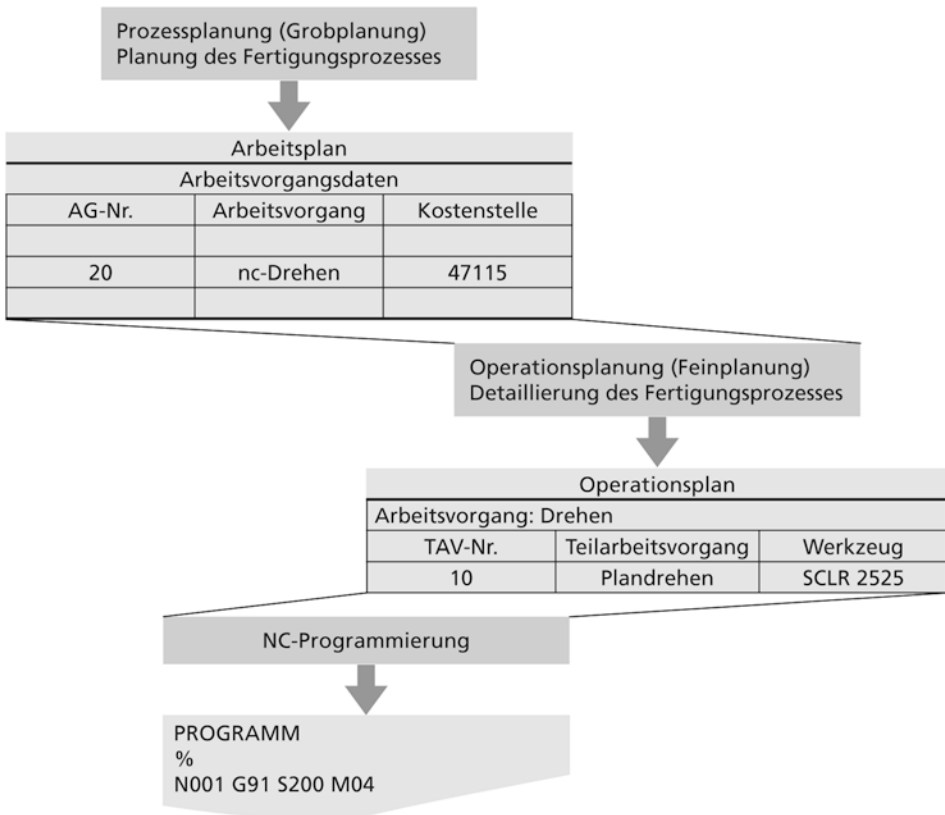 Prozessplanung (Grobplanung)
Planung des Fertigungsprozesses
Arbeitsplan
Arbeitsvorgangsdaten
AG-Nr. Arbeitsvorgang Kostenstelle
20 nc-Drehen 47115
Operationsplanung (Feinplanung)
Detaillierung des Fertigungsprozesses
Operationsplan
Arbeitsvorgang: Drehen
TAV-Nr. Teilarbeitsvorgang Werkzeug
10 Plandrehen SCLR 2525
NC-Programmierung
PROGRAMM
%
N001 G91 S200 M04